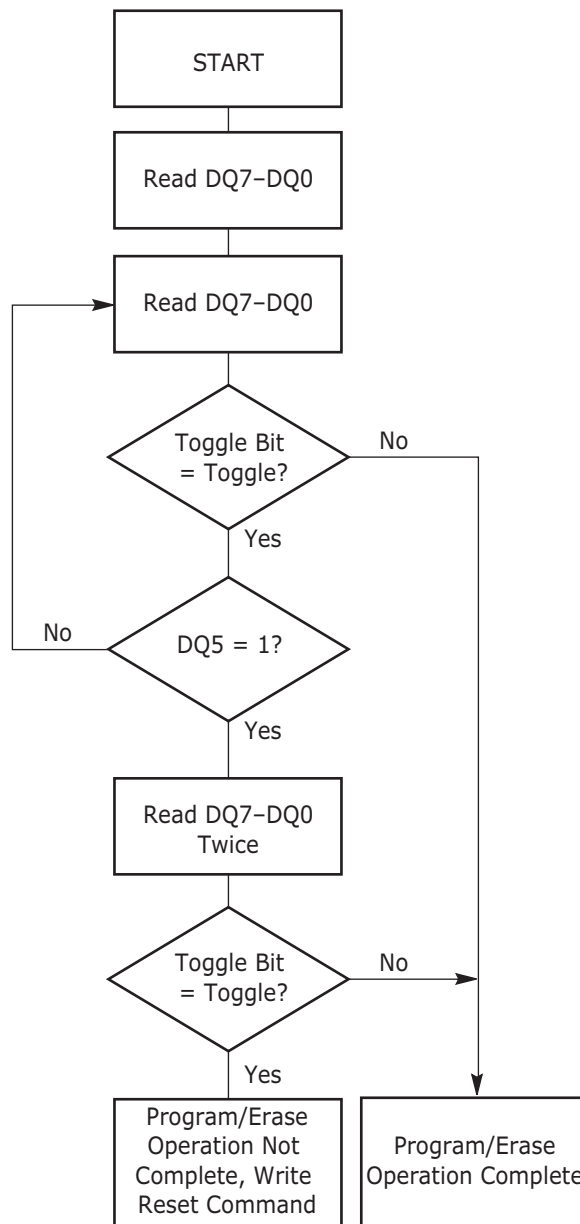 START
Read DQ7–DQ0
Read DQ7–DQ0
Toggle Bit
= Toggle?
No
Yes
No
DQ5 = 1?
Yes
Read DQ7–DQ0
Twice
Toggle Bit
= Toggle?
No
Yes
Program/Erase
Operation Not
Complete, Write
Reset Command
Program/Erase
Operation Complete